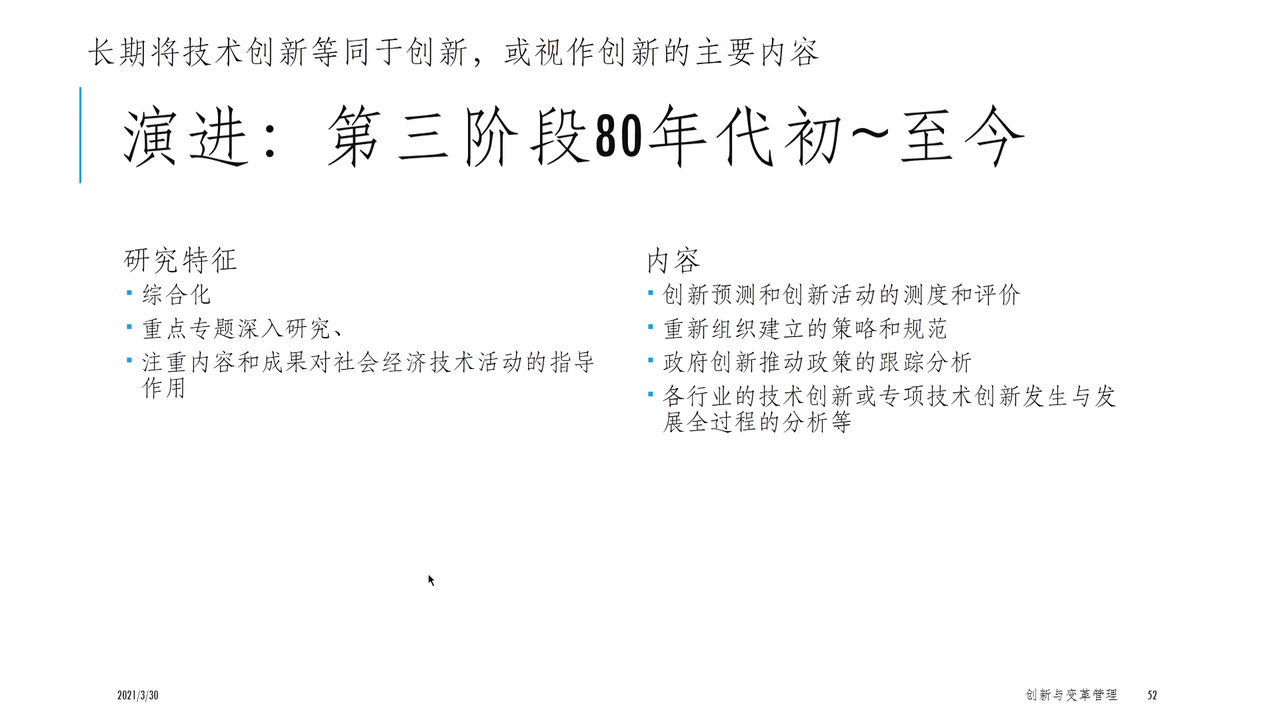 长期将技术创新等同于创新，或视作创新的主要内容
演进：第三阶段80年代初~至今
研究特征
综合化
重点专题深入研究、
注重内容和成果对社会经济技术活动的指导
作用
内容
创新预测和创新活动的测度和评价
重新组织建立的策略和规范
政府创新推动政策的跟踪分析
各行业的技术创新或专项技术创新发生与发
展全过程的分析等
2021/3/30
创新与变革管理
52